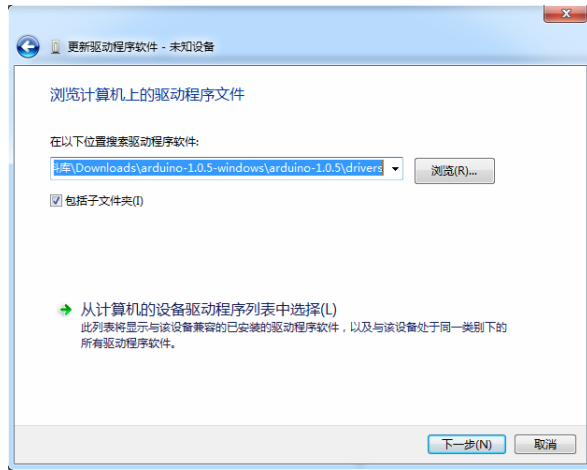 更新驱动程序软件 - 未知设备
浏览计算机上的驱动程序文件
在以下位置搜索驱动程序软件:
库\Downloads\arduino-1.0.5-windows\arduino-1.0.5\drivers
浏览(R)...
包括子文件夹(I)
从计算机的设备驱动程序列表中选择(L)
此列表将显示与该设备兼容的已安装的驱动程序软件，以及与该设备处于同一类别下的
所有驱动程序软件。
下一步(N)
取消